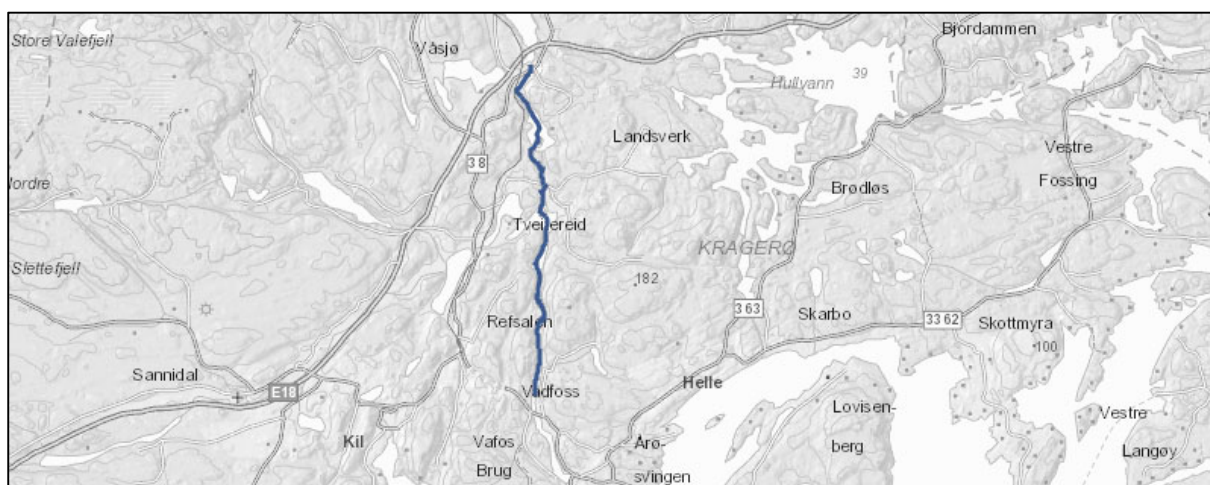 Store Valefjell
Våsjø
Bjordammen
Hullvann
39
Landsverk
38
Vestre
Fossing
Brødløs
Nordre
Tveitereid
KRAGERØ
Slettefjell
182
363
Skarbo
3362
Skottmyra
100
Refsalen
Sannidal
E18
Vadfoss
Helle
Lovisen-
berg
Vestre
Langøy
Kil
Vafos
Brug
Årø-
svingen